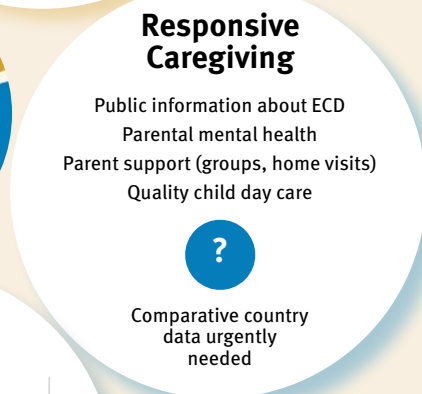 Responsive
Caregiving
Public information about ECD
Parental mental health
Parent support (groups, home visits)
Quality child day care
?
Comparative country
data urgently
needed